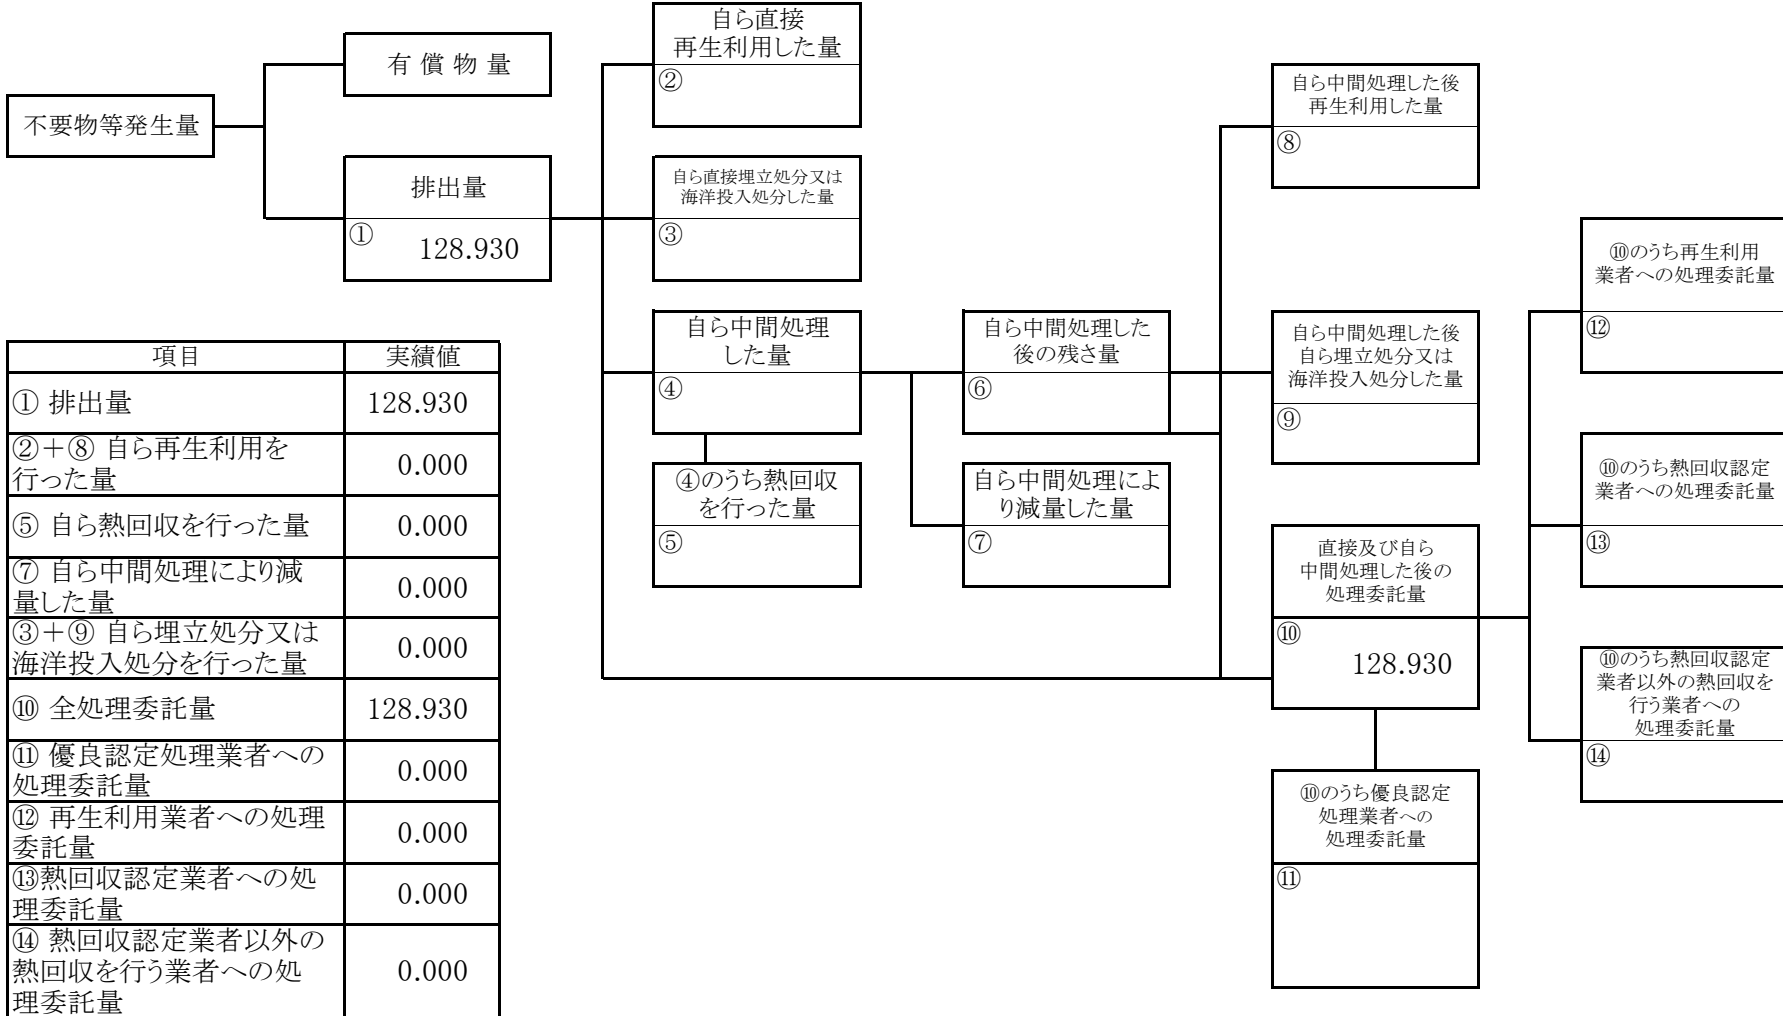 不要物等発生量
有 償 物 量
排出量
①
128.930
自ら直接
再生利用した量
②
自ら直接埋立処分又は
海洋投入処分した量
③
自ら中間処理
した量
④
④のうち熱回収
を行った量
⑤
自ら中間処理した
後の残さ量
⑥
自ら中間処理によ
り減量した量
⑦
自ら中間処理した後
再生利用した量
⑧
自ら中間処理した後
自ら埋立処分又は
海洋投入処分した量
⑨
直接及び自ら
中間処理した後の
処理委託量
⑩
128.930
⑩のうち優良認定
処理業者への
処理委託量
⑪
⑩のうち再生利用
業者への処理委託量
⑫
⑩のうち熱回収認定
業者への処理委託量
⑬
⑩のうち熱回収認定
業者以外の熱回収を
行う業者への
処理委託量
⑭
項目 実績値
① 排出量 128.930
②＋⑧ 自ら再生利用を
行った量 0.000
⑤ 自ら熱回収を行った量 0.000
⑦ 自ら中間処理により減
量した量 0.000
③＋⑨ 自ら埋立処分又は
海洋投入処分を行った量 0.000
⑩ 全処理委託量 128.930
⑪ 優良認定処理業者への
処理委託量 0.000
⑫ 再生利用業者への処理
委託量 0.000
⑬熱回収認定業者への処
理委託量 0.000
⑭ 熱回収認定業者以外の
熱回収を行う業者への処
理委託量 0.000